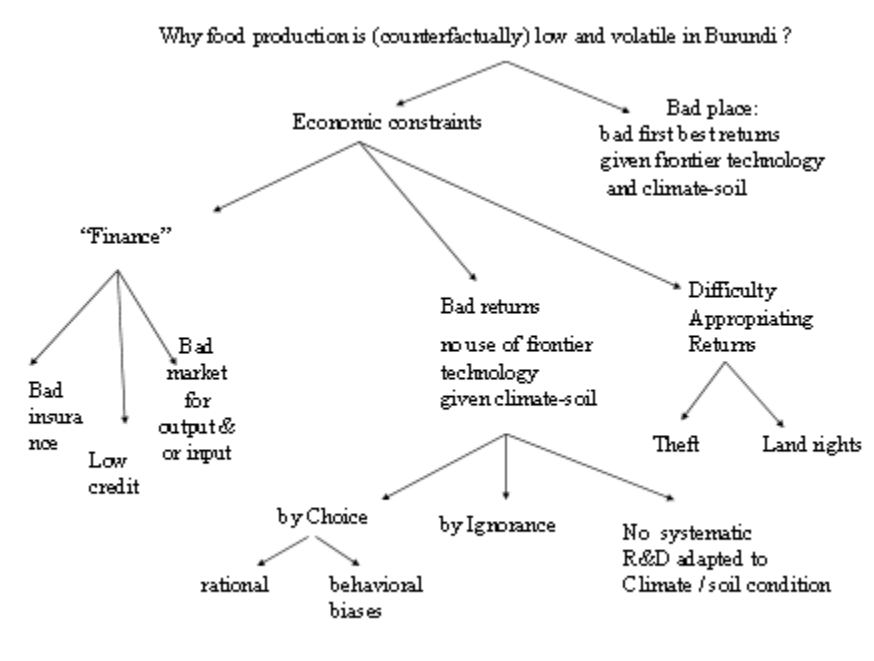 Why food production is (counterfactually) low and volatile in Burundi ?
Economic constraints
Bad place:
bad first best returns
given frontier technology
and climate-soil
“Finance”
Bad returns
no use of frontier
technology
given climate-soil
Difficulty
Appropriating
Returns
Bad
insura
nce
Low
credit
Bad
market
for
output &
or input
Theft
Land rights
by Choice
by Ignorance
No systematic
R&D adapted to
Climate / soil condition
rational
behavioral
biases